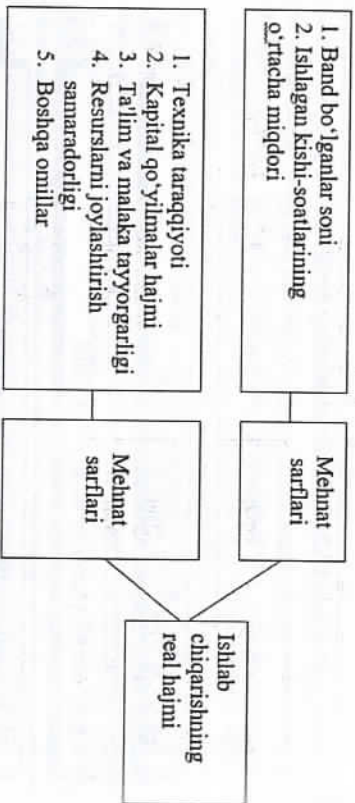 1. Band bo‘lganlar soni
2. Ishlagan kishi-soatlarining
o‘rtacha miqdori
Mehnat
sarflari
1. Texnika taraqqiyoti
2. Kapital qo‘yilmalar hajmi
3. Ta'lim va malaka tayyorgarligi
4. Resurslarni joylashtirish
samaradorligi
5. Boshqa omillar
Mehnat
sarflari
Ishlab
chiqarishning
real hajmi